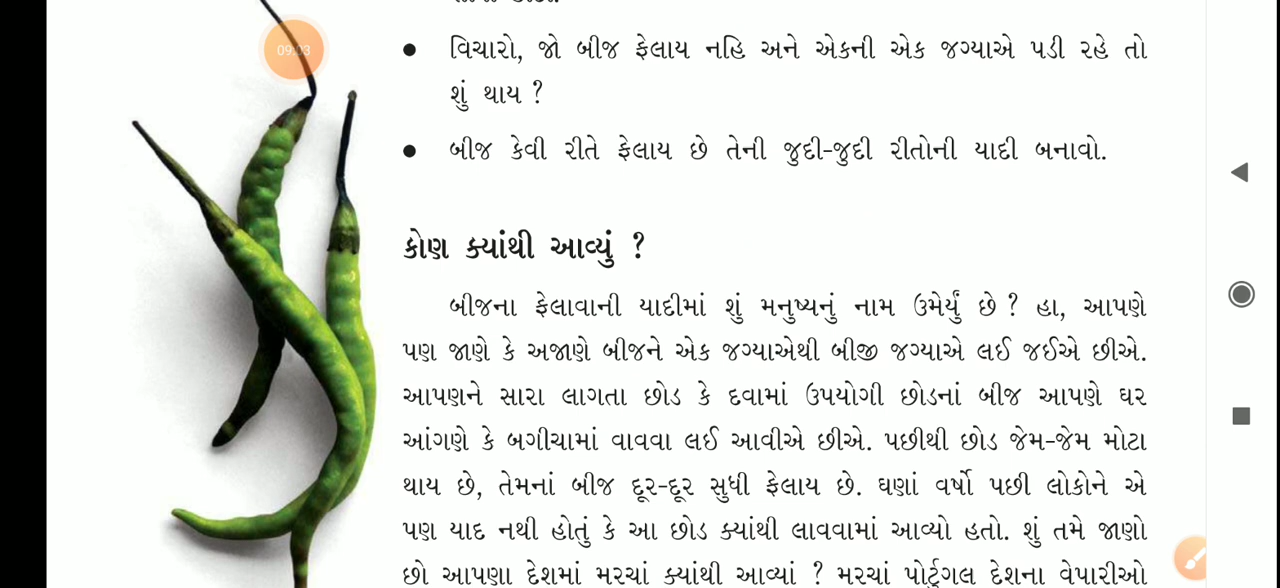 09:03
• વિચારો, જો બીજ ફેલાય નહિ અને એકની એક જગ્યાએ પડી રહે તો
શું થાય ?
• બીજ કેવી રીતે ફેલાય છે તેની જુદી-જુદી રીતોની યાદી બનાવો.
કોણ ક્યાંથી આવ્યું ?
બીજના ફેલાવાની યાદીમાં શું મનુષ્યનું નામ ઉમેર્યું છે ? હા, આપણે
પણ જાણે કે અજાણે બીજને એક જગ્યાએથી બીજી જગ્યાએ લઈ જઈએ છીએ.
આપણને સારા લાગતા છોડ કે દવામાં ઉપયોગી છોડનાં બીજ આપણે ઘર
આંગણે કે બગીચામાં વાવવા લઈ આવીએ છીએ. પછીથી છોડ જેમ-જેમ મોટા
થાય છે, તેમનાં બીજ દૂર-દૂર સુધી ફેલાય છે. ઘણાં વર્ષો પછી લોકોને એ
પણ યાદ નથી હોતું કે આ છોડ ક્યાંથી લાવવામાં આવ્યો હતો. શું તમે જાણો
છો આપણા દેશમાં મરચાં ક્યાંથી આવ્યાં ? મરચાં પોર્ટુગલ દેશના વેપારીઓ